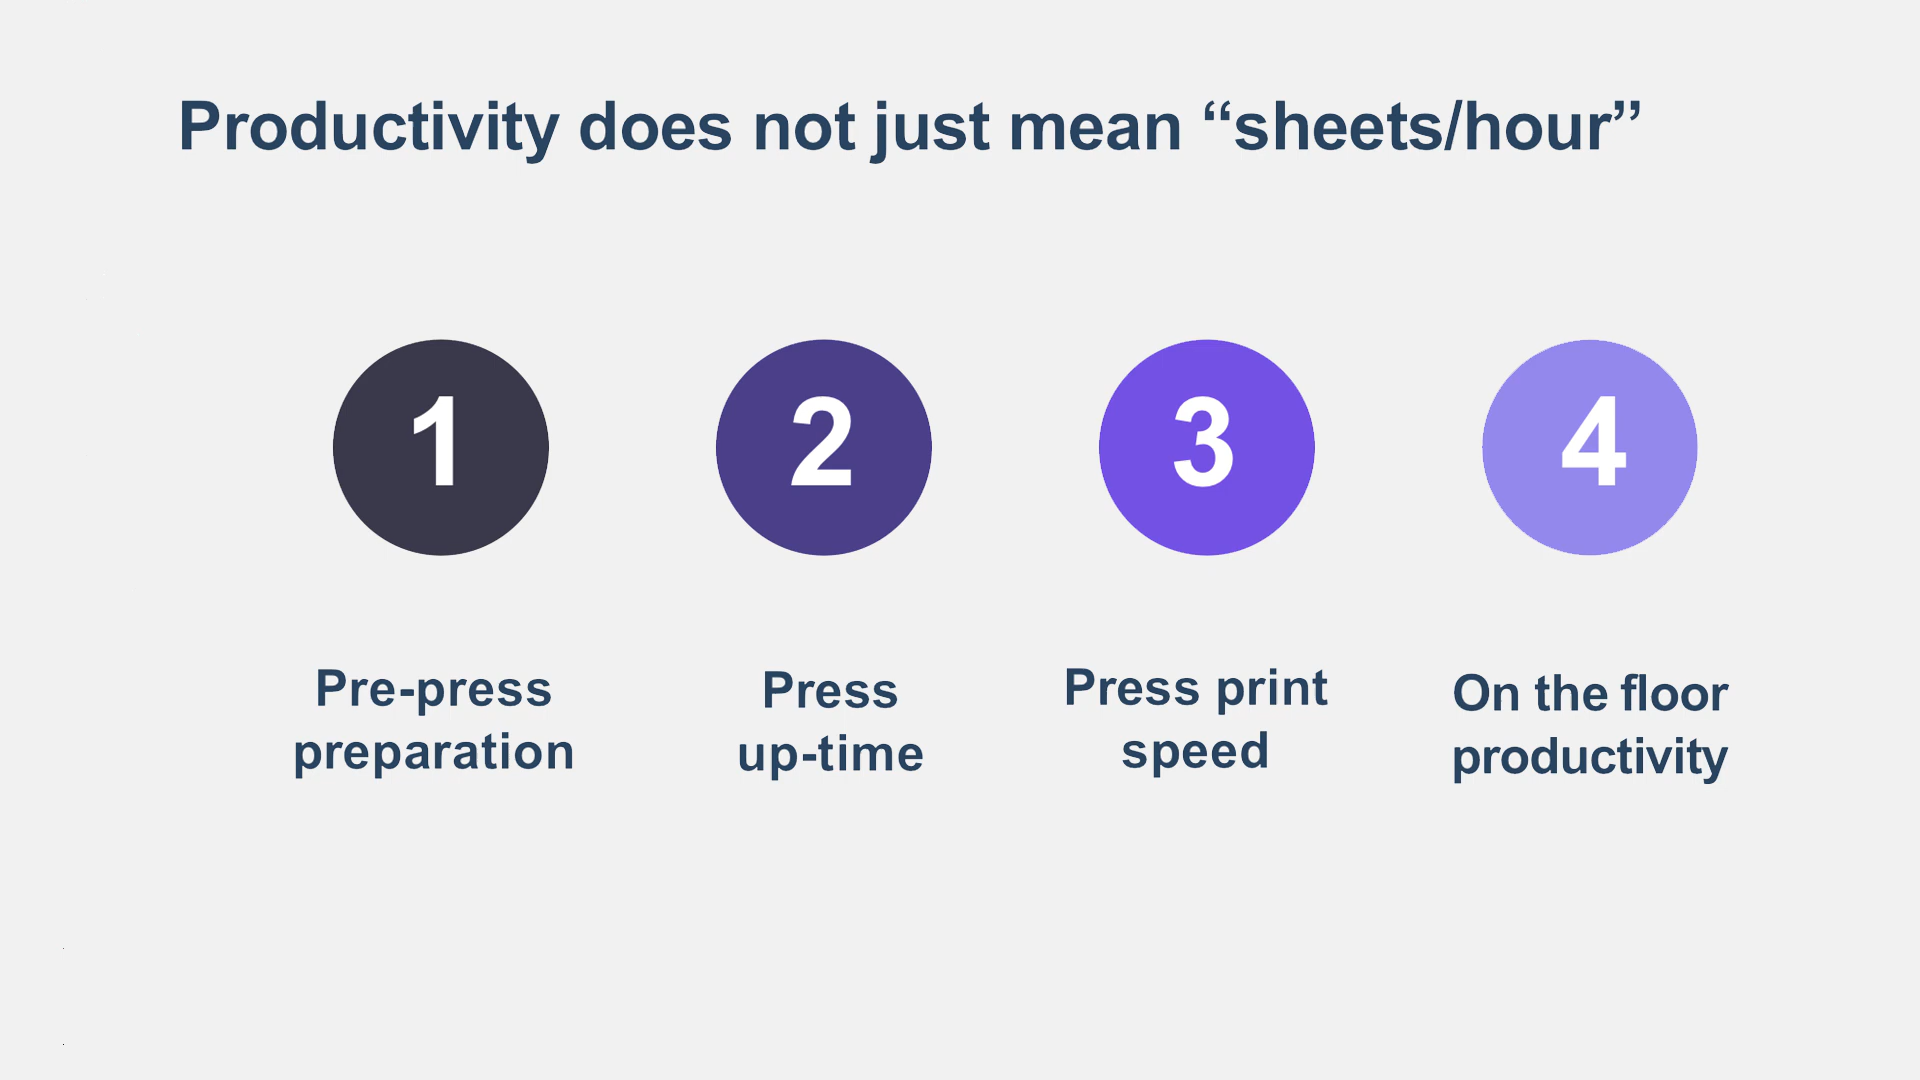 Productivity does not just mean “sheets/hour”
1
2
3
4
Pre-press
preparation
Press
up-time
Press print
speed
On the floor
productivity